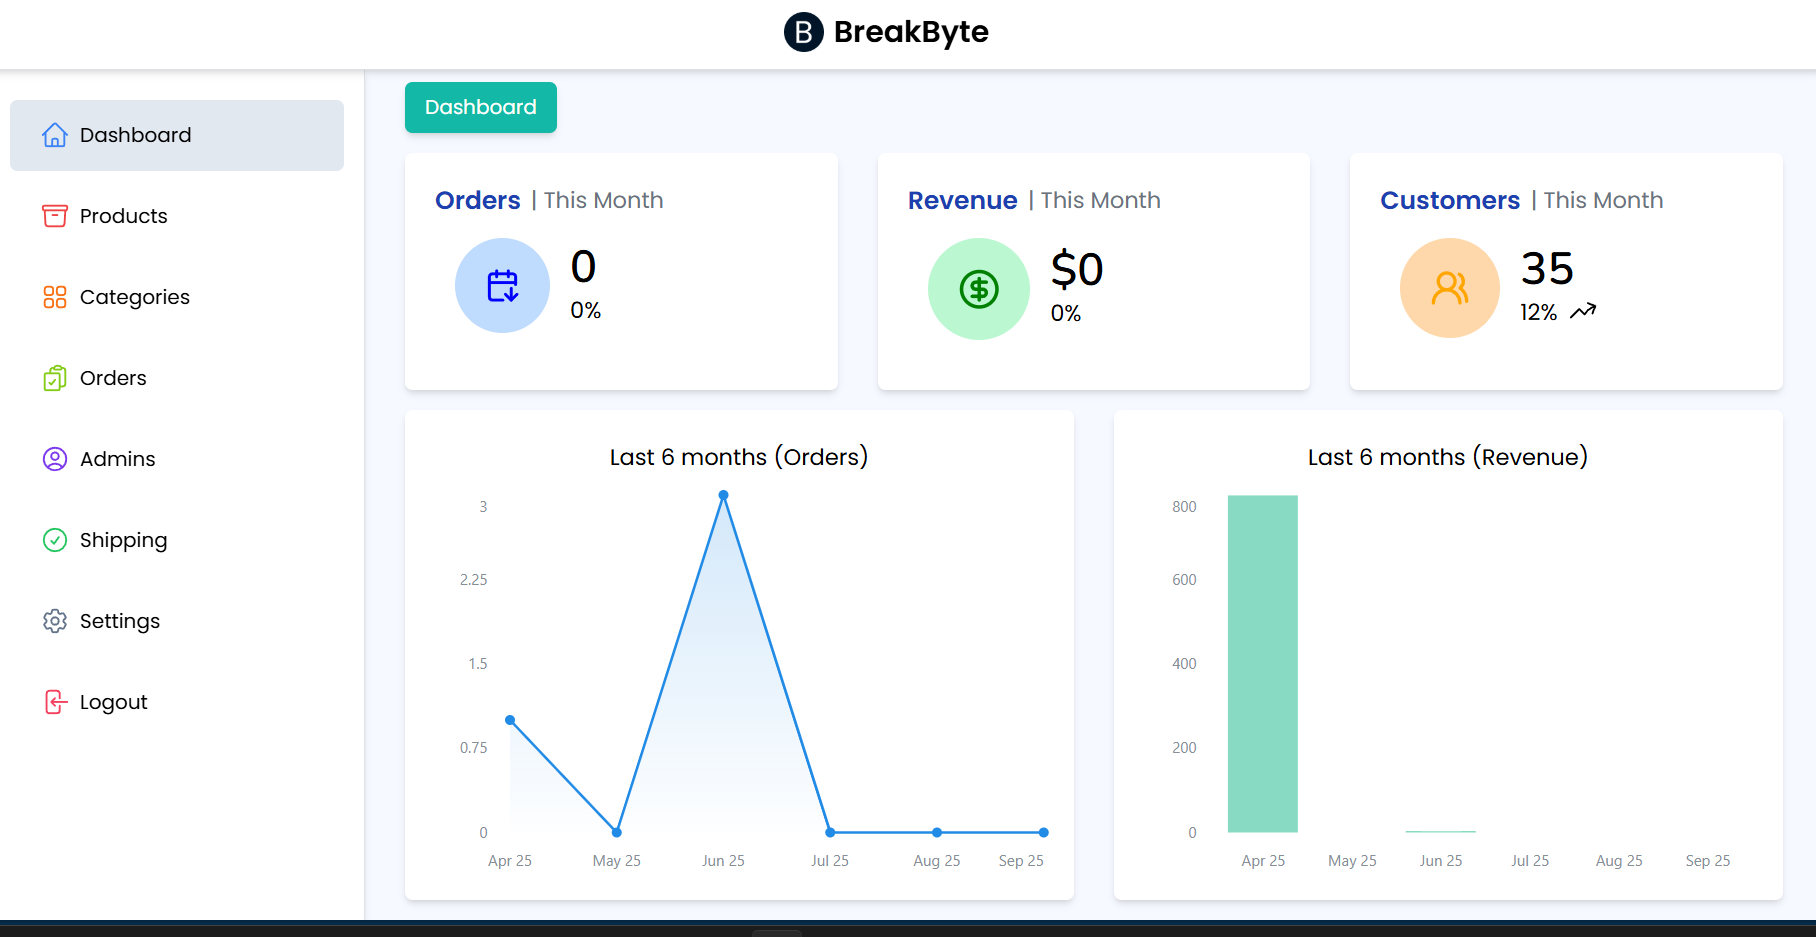 B BreakByte
Dashboard
Products
Categories
Orders
Admins
Shipping
Settings
Logout
Dashboard
Orders | This Month
0
0%
Revenue | This Month
$0
0%
Customers | This Month
35
12%
Last 6 months (Orders)
3
2.25
1.5
0.75
0
Apr 25 May 25 Jun 25 Jul 25 Aug 25 Sep 25
Last 6 months (Revenue)
800
600
400
200
0
Apr 25 May 25 Jun 25 Jul 25 Aug 25 Sep 25